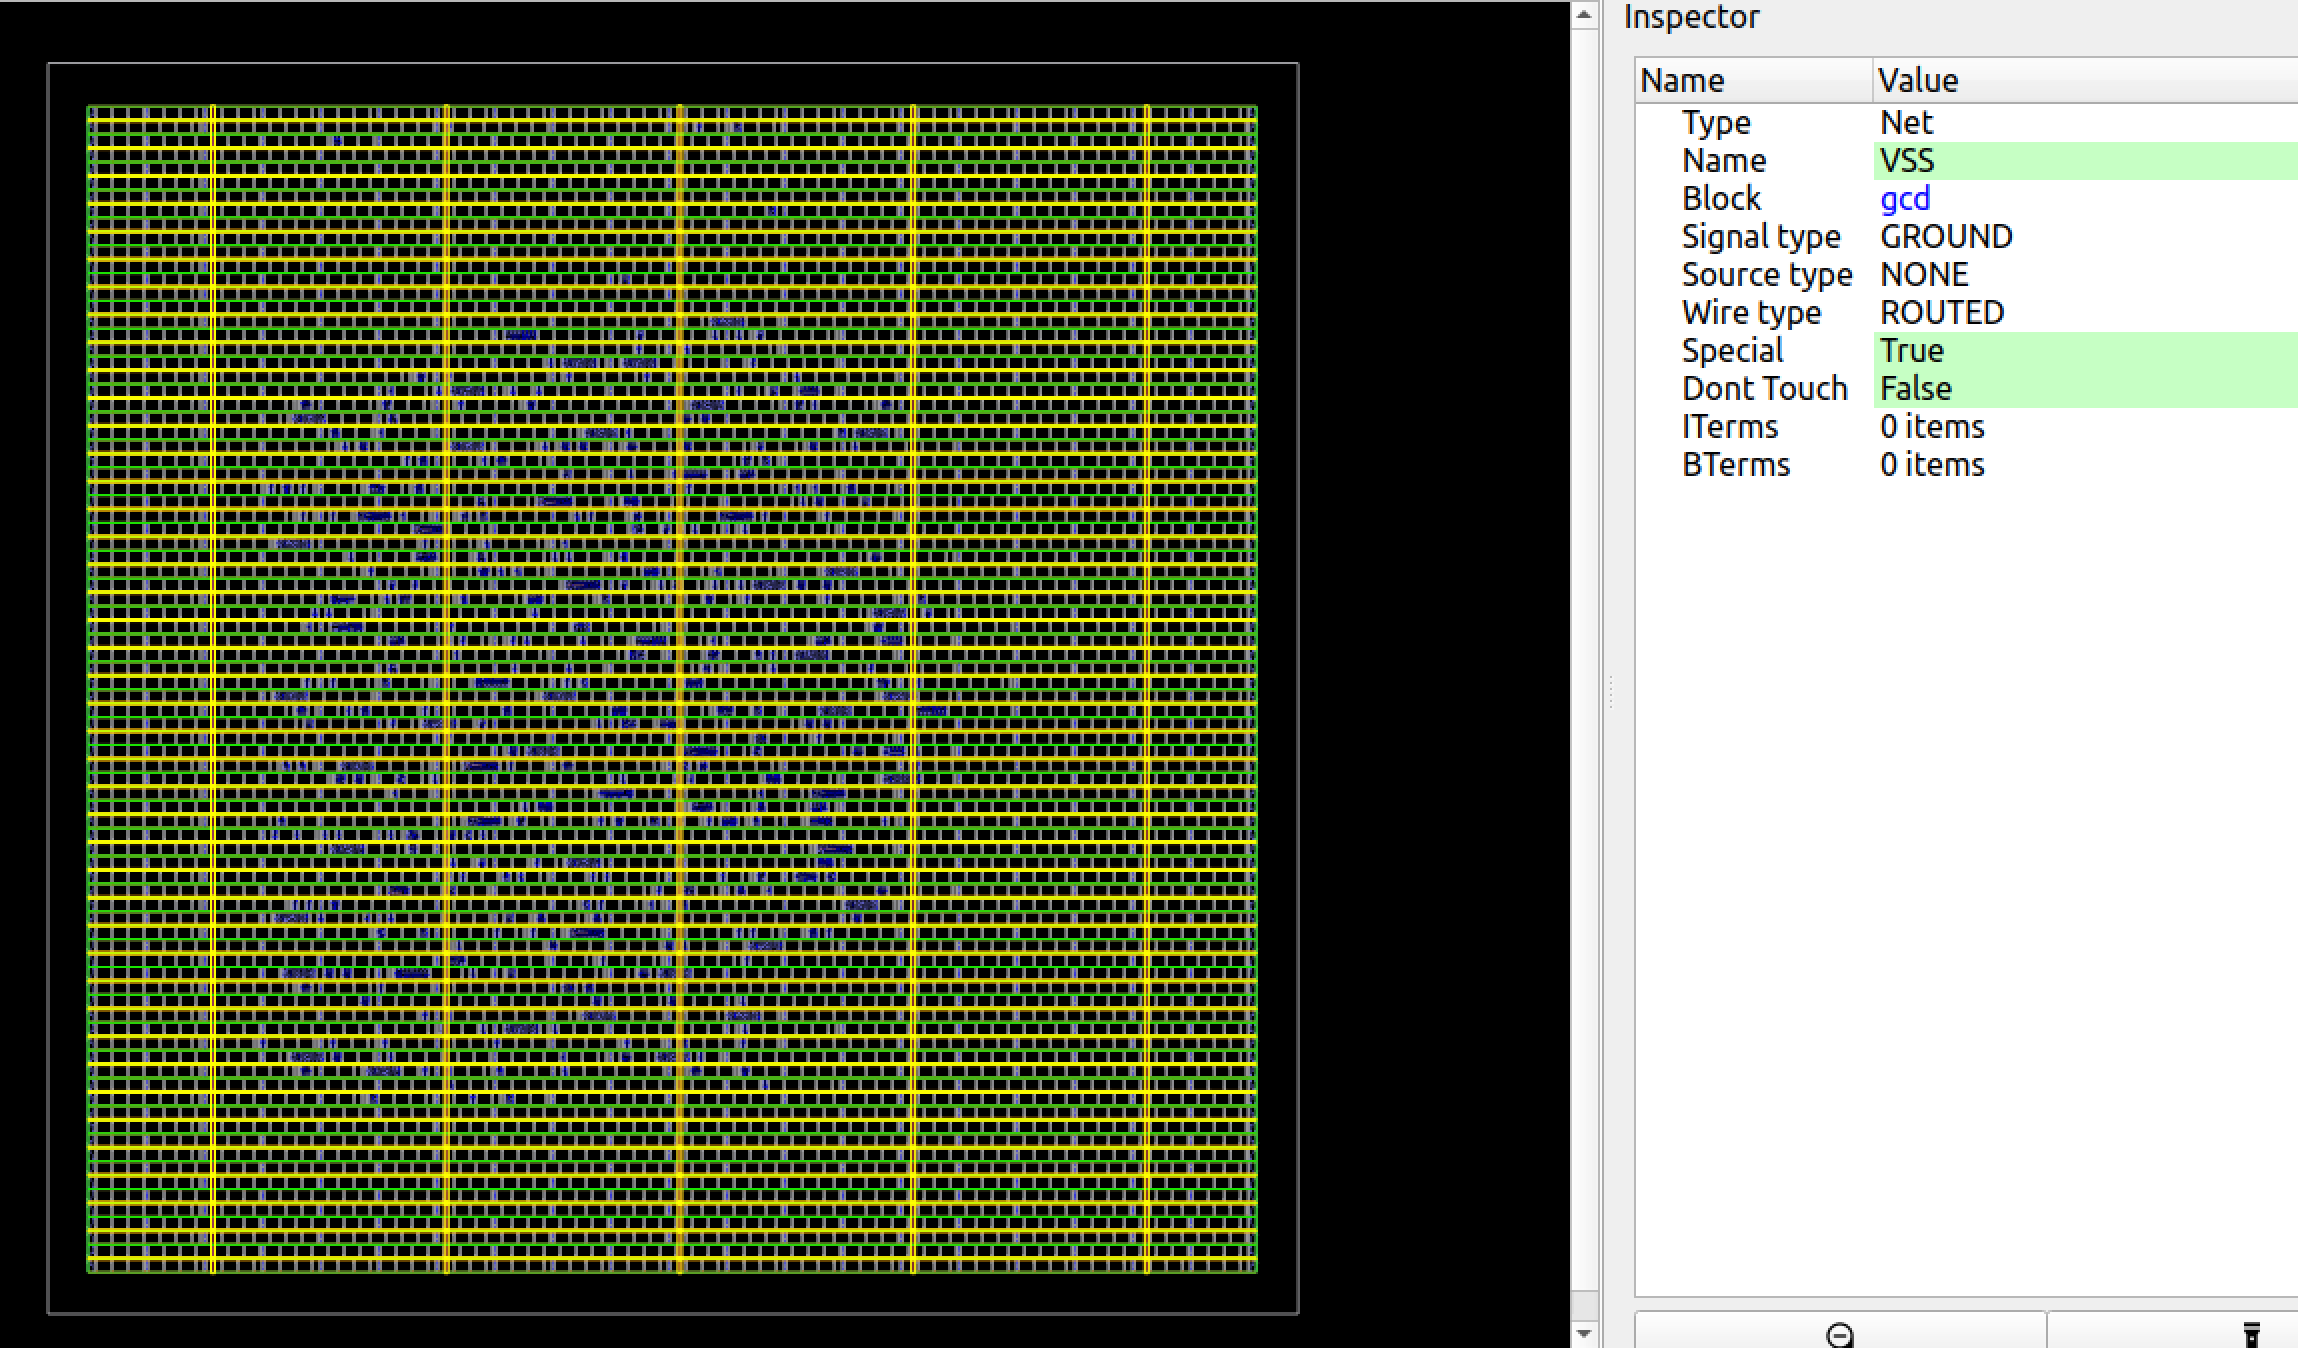 Inspector
Name Value
Type Net
Name VSS
Block gcd
Signal type GROUND
Source type NONE
Wire type ROUTED
Special True
Dont Touch False
ITerms 0 items
BTerms 0 items